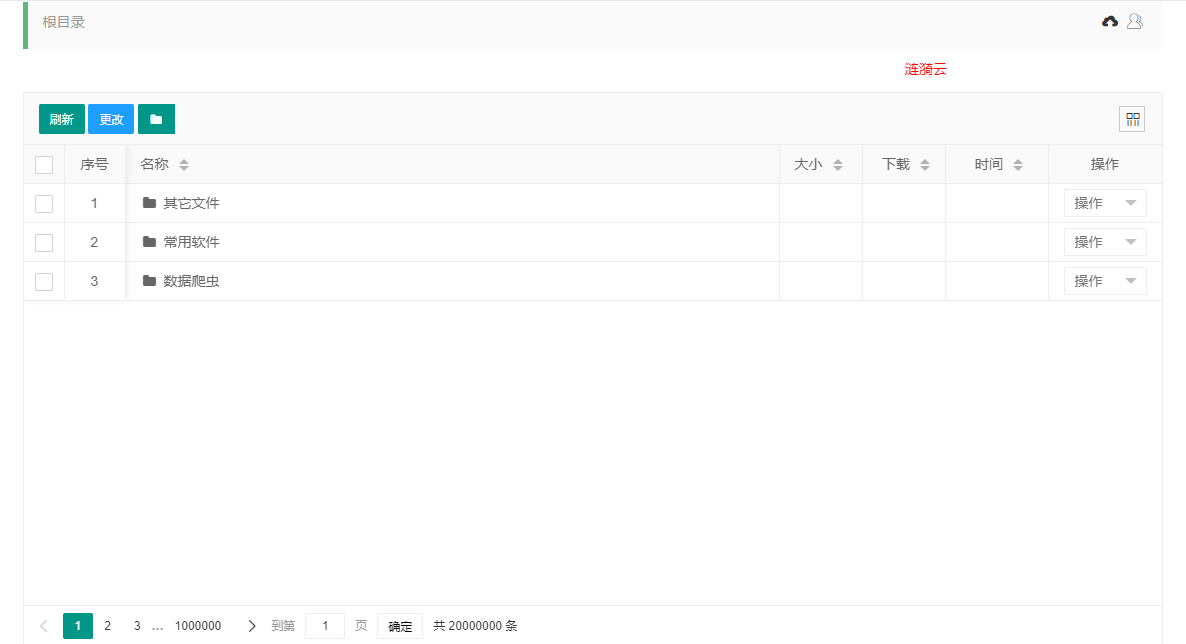 根目录
涟漪云
刷新 更改
序号 名称 大小 下载 时间 操作
1 其它文件 操作
2 常用软件 操作
3 数据爬虫 操作
1 2 3 … 1000000 到第 1 页 确定 共 20000000 条